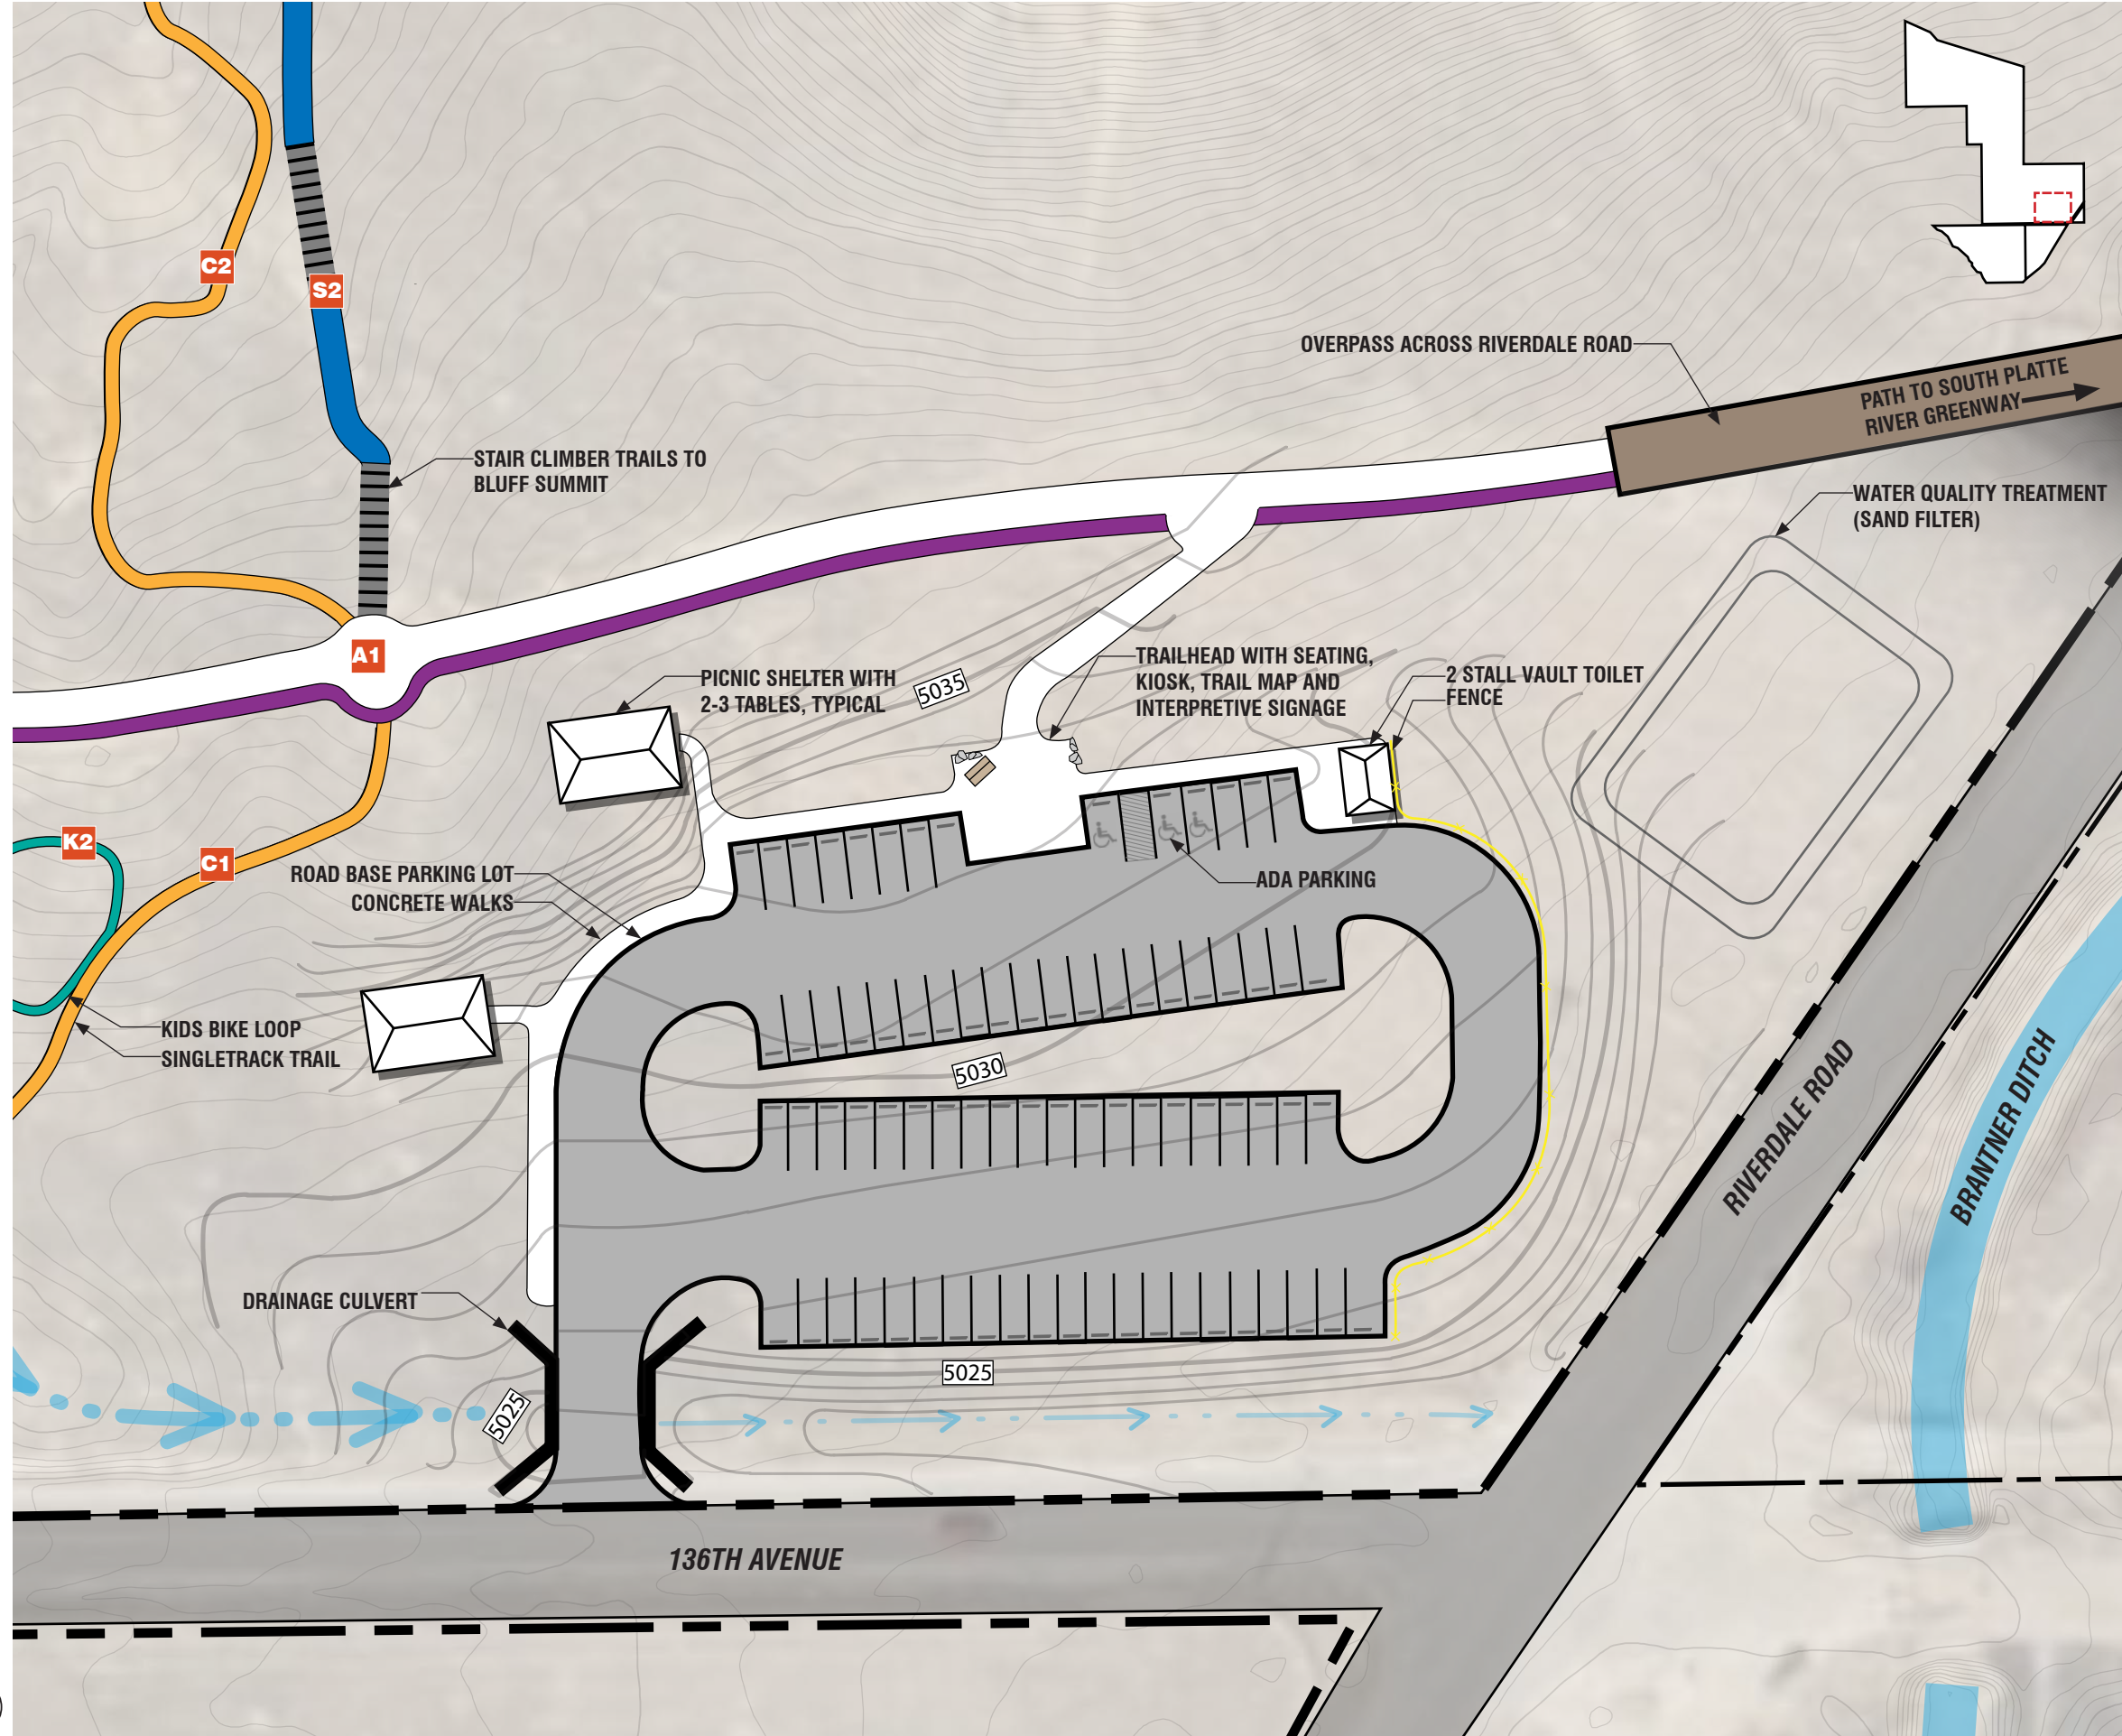 C2
S2
OVERPASS ACROSS RIVERDALE ROAD
PATH TO SOUTH PLATTE
RIVER GREENWAY
STAIR CLIMBER TRAILS TO
BLUFF SUMMIT
WATER QUALITY TREATMENT
(SAND FILTER)
A1
PICNIC SHELTER WITH
2-3 TABLES, TYPICAL
5035
TRAILHEAD WITH SEATING,
KIOSK, TRAIL MAP AND
INTERPRETIVE SIGNAGE
2 STALL VAULT TOILET
FENCE
K2
C1
ROAD BASE PARKING LOT
CONCRETE WALKS
ADA PARKING
KIDS BIKE LOOP
SINGLETRACK TRAIL
5030
RIVERDALE ROAD
BRANTNER DITCH
DRAINAGE CULVERT
5025
5025
136TH AVENUE